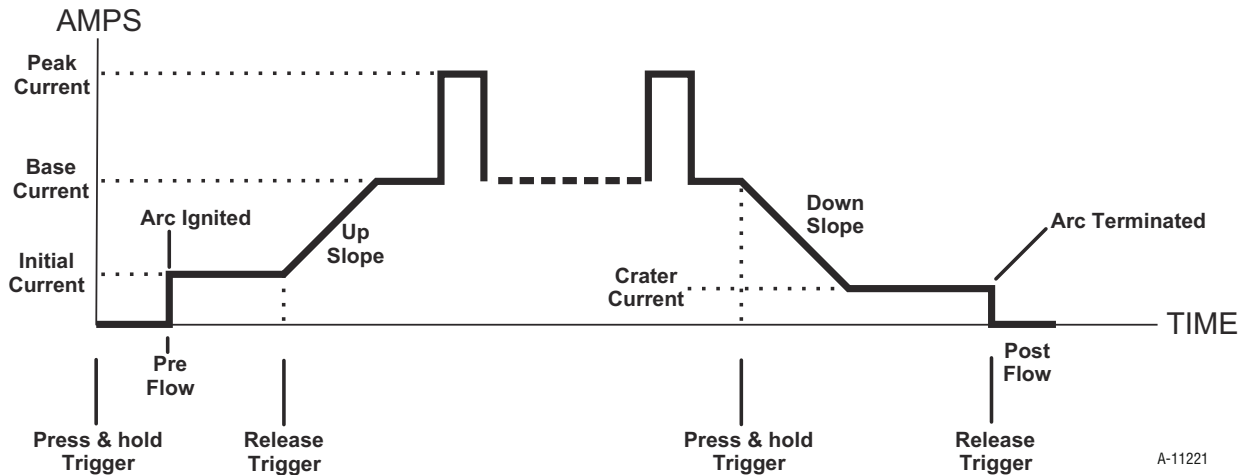 AMPS
Peak
Current
Base
Current
Arc Ignited
Initial
Current
Up
Slope
Down
Slope
Arc Terminated
Crater
Current
TIME
Pre
Flow
Post
Flow
Press & hold
Trigger
Release
Trigger
Press & hold
Trigger
Release
Trigger
A-11221